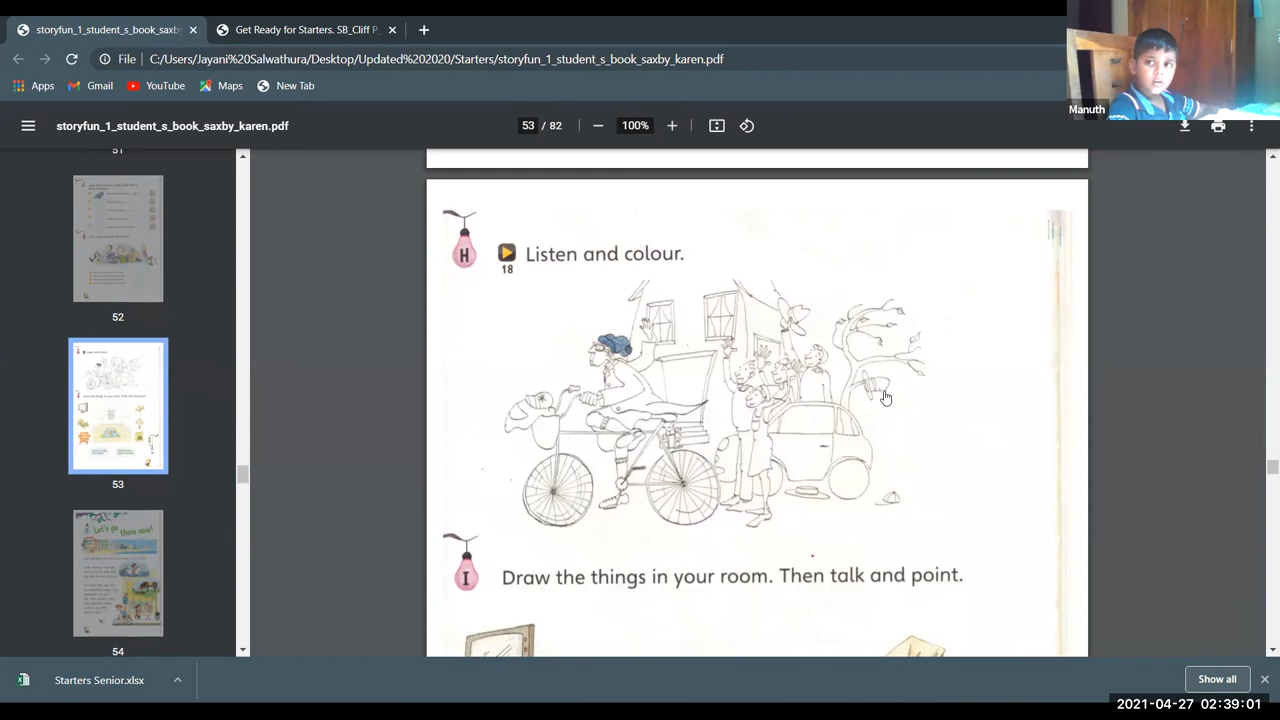 storyfun_1_student_s_book_saxby
Get Ready for Starters. SB_Cliff P
File
C:/Users/Jayani%20Salwathura/Desktop/Updated%202020/Starters/storyfun_1_student_s_book_saxby_karen.pdf
Apps
Gmail
YouTube
Maps
New Tab
Manuth
storyfun_1_student_s_book_saxby_karen.pdf
53 / 82
100%
51
52
53
Let's go there now!
54
H
18
Listen and colour.
I
Draw the things in your room. Then talk and point.
Starters Senior.xlsx
Show all
2021-04-27 02:39:01